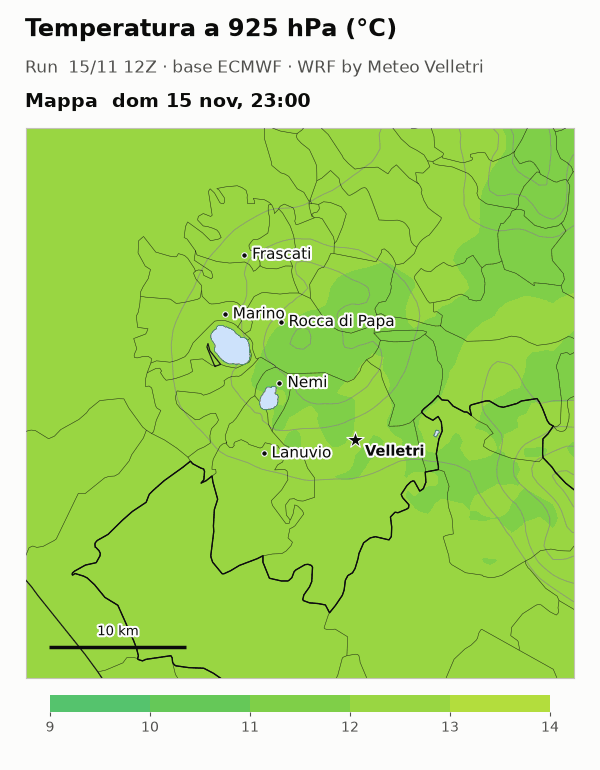 Temperatura a 925 hPa (°C)
Run  15/11 12Z · base ECMWF · WRF by Meteo Velletri
Mappa  dom 15 nov, 23:00
Frascati
Marino
Rocca di Papa
Nemi
Velletri
Lanuvio
10 km
9 10 11 12 13 14